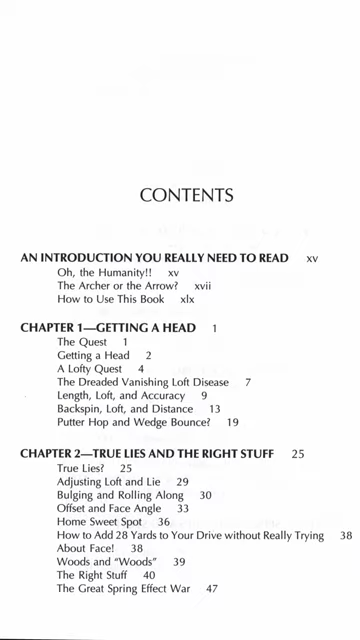 CONTENTS
AN INTRODUCTION YOU REALLY NEED TO READ xv
Oh, the Humanity!! xv
The Archer or the Arrow? xvii
How to Use This Book xlx
CHAPTER 1—GETTING A HEAD 1
The Quest 1
Getting a Head 2
A Lofty Quest 4
The Dreaded Vanishing Loft Disease 7
Length, Loft, and Accuracy 9
Backspin, Loft, and Distance 13
Putter Hop and Wedge Bounce? 19
CHAPTER 2—TRUE LIES AND THE RIGHT STUFF 25
True Lies? 25
Adjusting Loft and Lie 29
Bulging and Rolling Along 30
Offset and Face Angle 33
Home Sweet Spot 36
How to Add 28 Yards to Your Drive without Really Trying 38
About Face! 38
Woods and “Woods” 39
The Right Stuff 40
The Great Spring Effect War 47